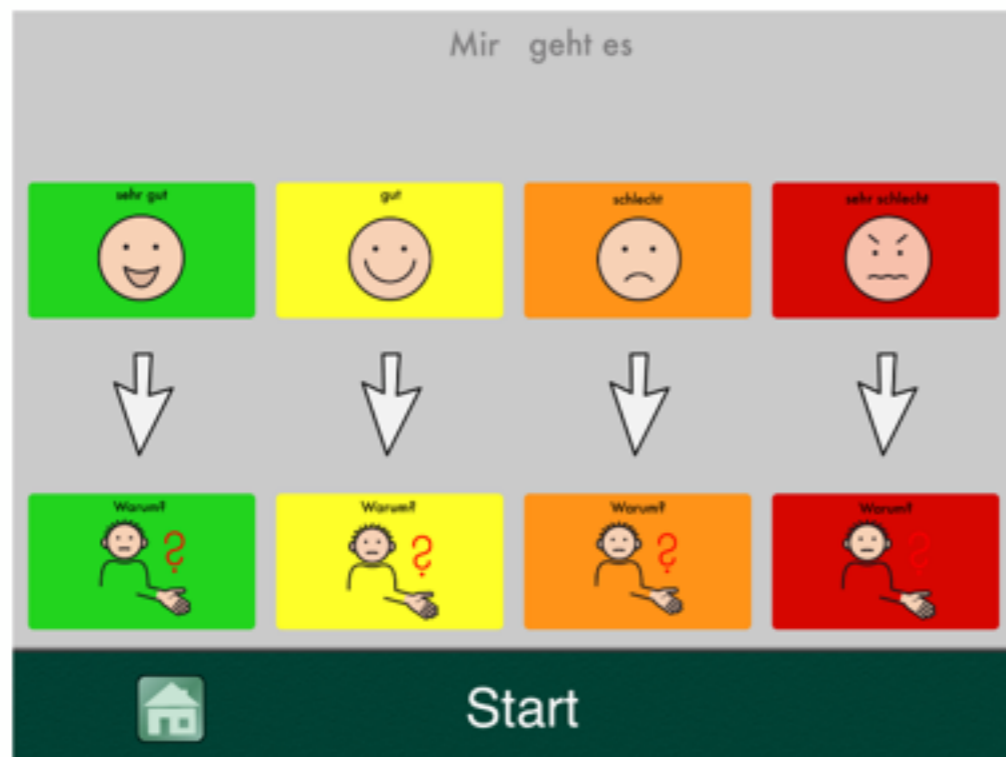 Mir geht es
sehr gut
gut
schlecht
sehr schlecht
Warum?
Warum?
Warum?
Warum?
Start